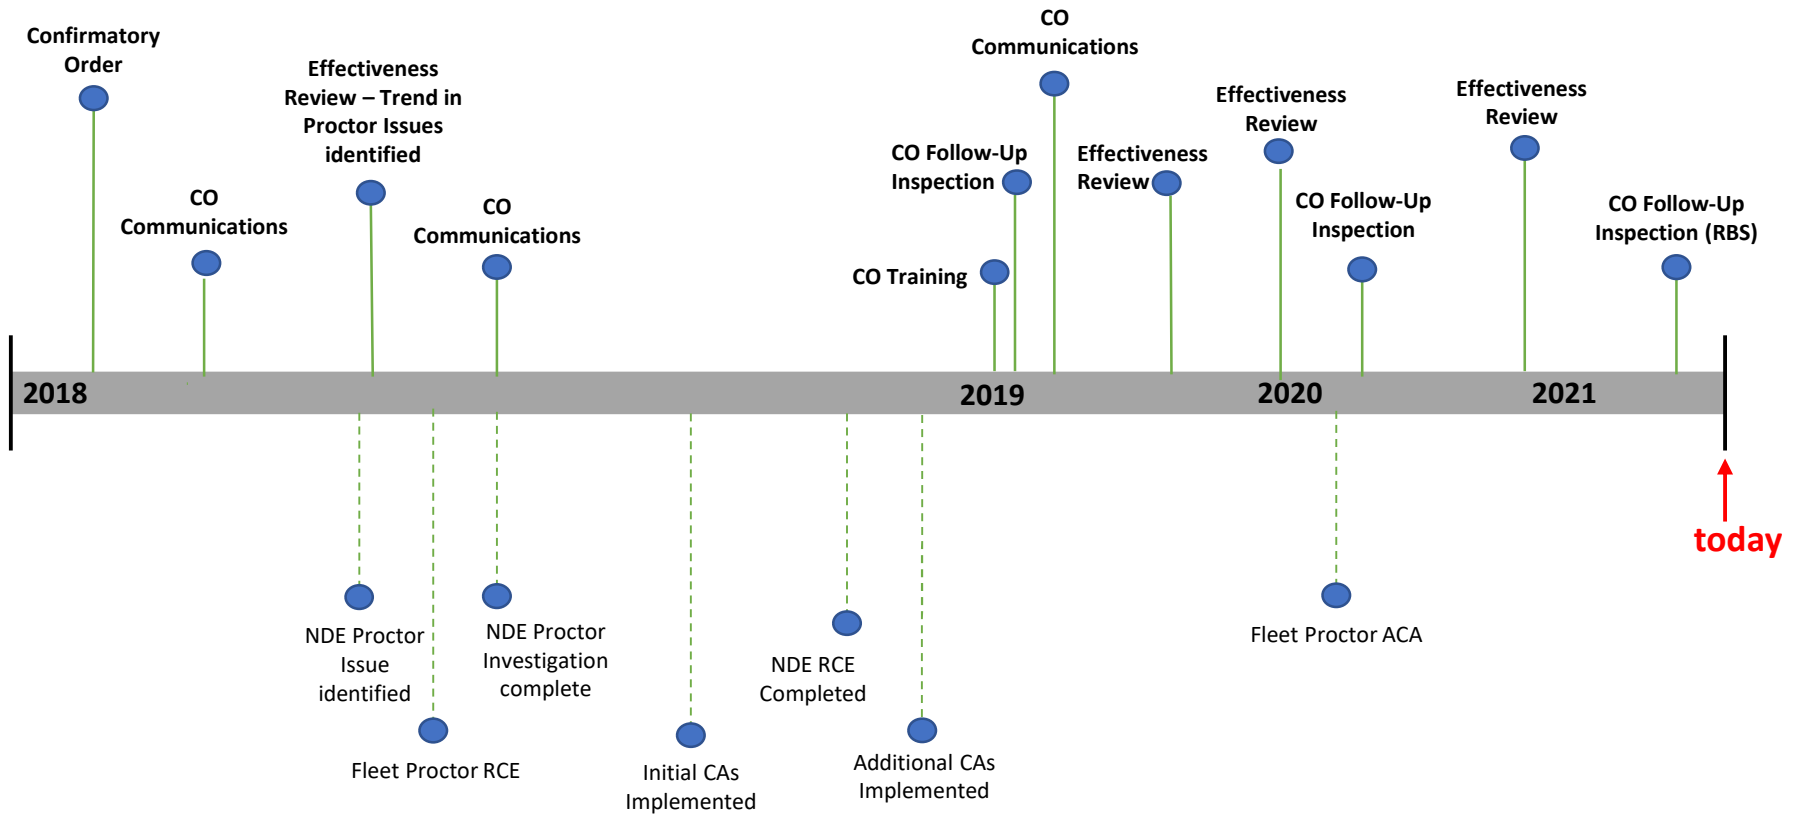 Confirmatory
Order
CO
Communications
Effectiveness
Review – Trend in
Proctor Issues
identified
CO
Communications
CO Training
CO Follow-Up
Inspection
CO
Communications
Effectiveness
Review
Effectiveness
Review
CO Follow-Up
Inspection
Effectiveness
Review
CO Follow-Up
Inspection (RBS)
2018
2019
2020
2021
today
NDE Proctor
Issue
identified
Fleet Proctor RCE
NDE Proctor
Investigation
complete
Initial CAs
Implemented
NDE RCE
Completed
Additional CAs
Implemented
Fleet Proctor ACA